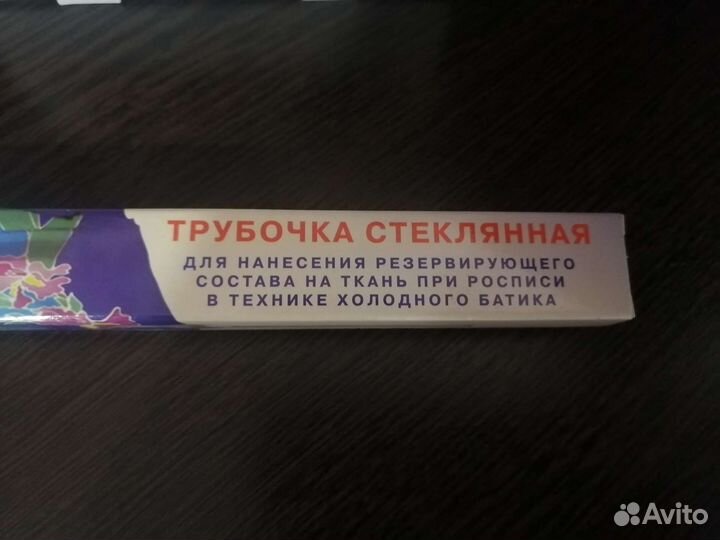 ТРУБОЧКА СТЕКЛЯННАЯ
ДЛЯ НАНЕСЕНИЯ РЕЗЕРВИРУЮЩЕГО
СОСТАВА НА ТКАНЬ ПРИ РОСПИСИ
В ТЕХНИКЕ ХОЛОДНОГО БАТИКА
Avito